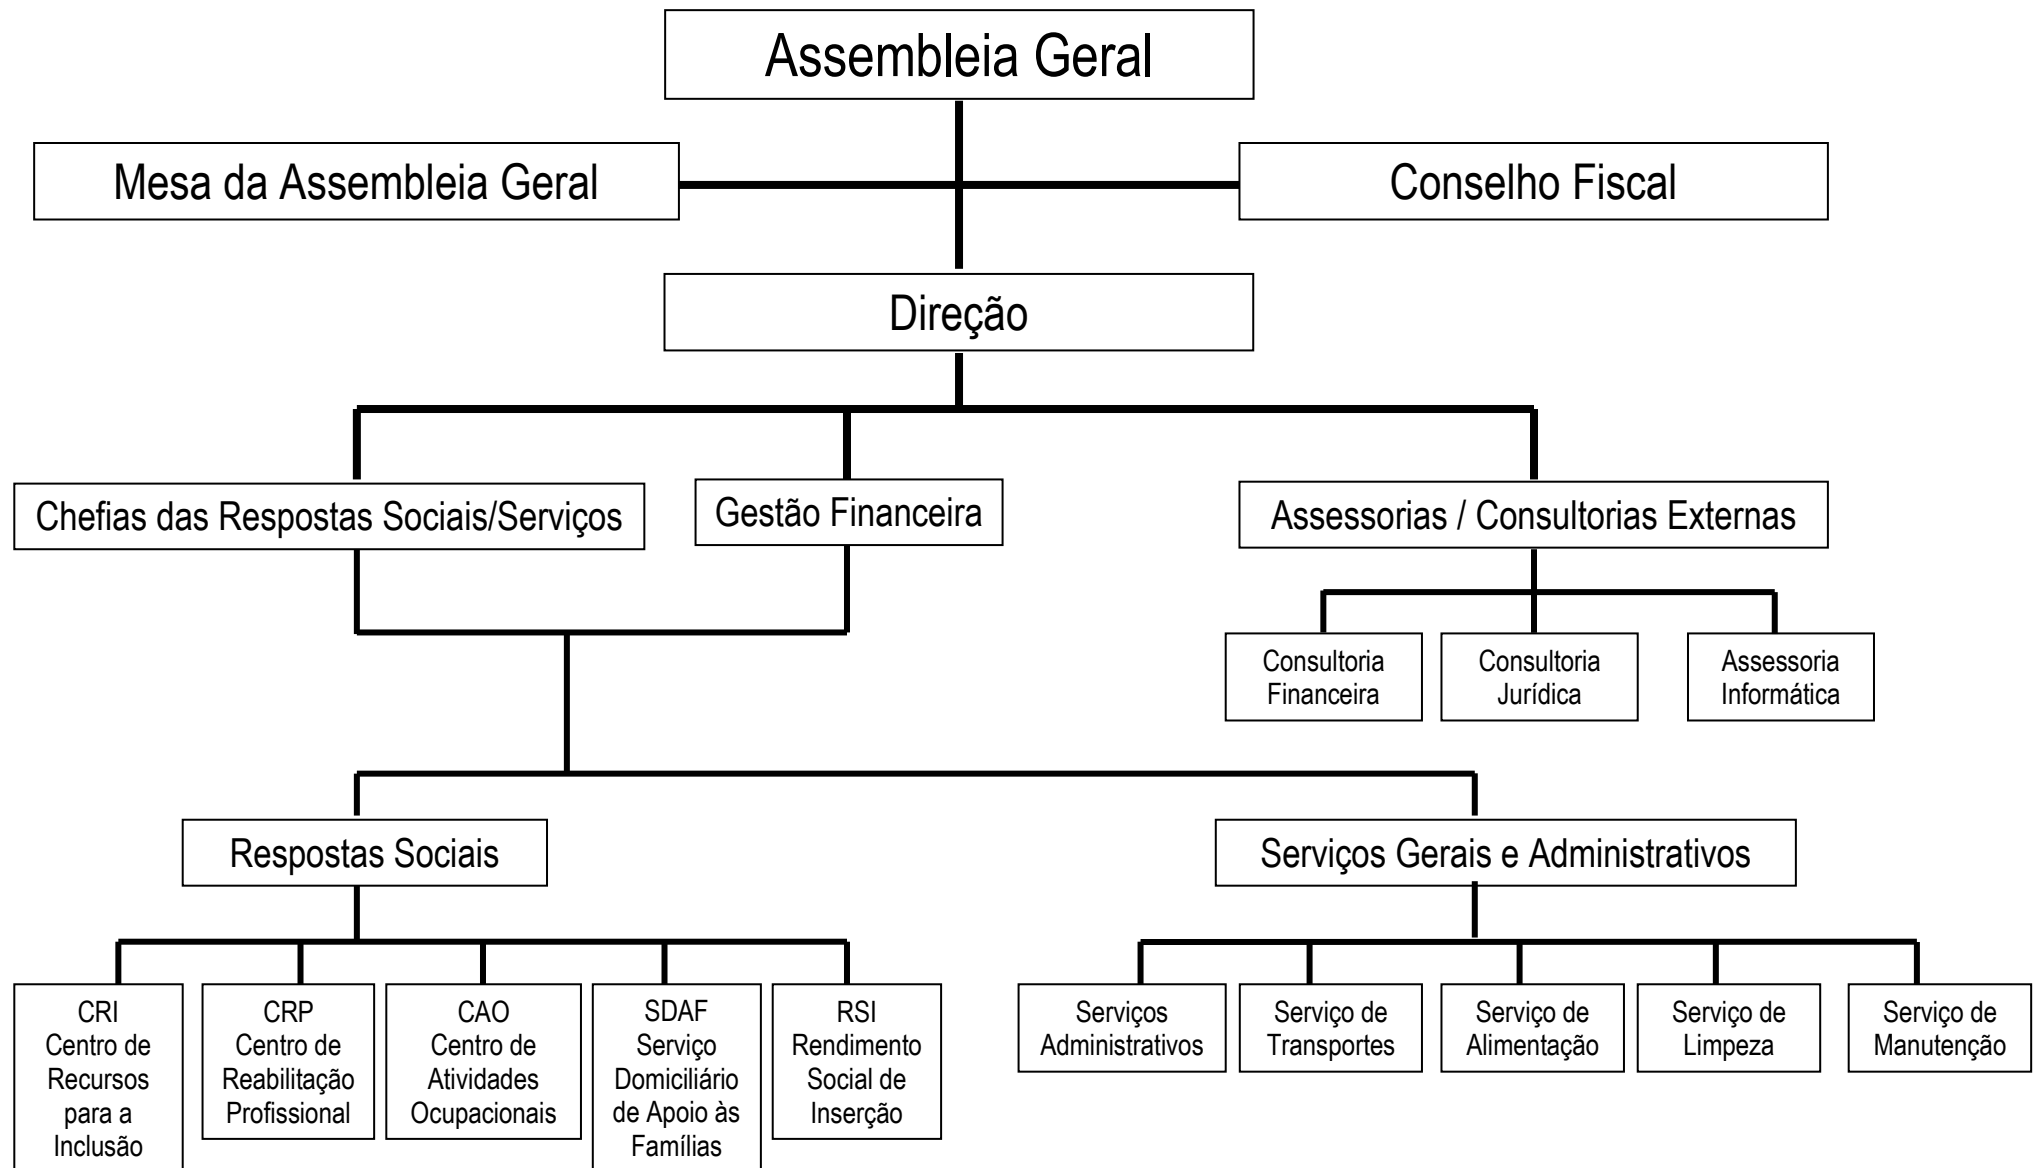 Assembleia Geral
Mesa da Assembleia Geral
Conselho Fiscal
Direção
Chefias das Respostas Sociais/Serviços
Gestão Financeira
Assessorias / Consultorias Externas
Consultoria
Financeira
Consultoria
Jurídica
Assessoria
Informática
Respostas Sociais
Serviços Gerais e Administrativos
CRI
Centro de
Recursos
para a
Inclusão
CRP
Centro de
Reabilitação
Profissional
CAO
Centro de
Atividades
Ocupacionais
SDAF
Serviço
Domiciliário
de Apoio às
Famílias
RSI
Rendimento
Social de
Inserção
Serviços
Administrativos
Serviço de
Transportes
Serviço de
Alimentação
Serviço de
Limpeza
Serviço de
Manutenção